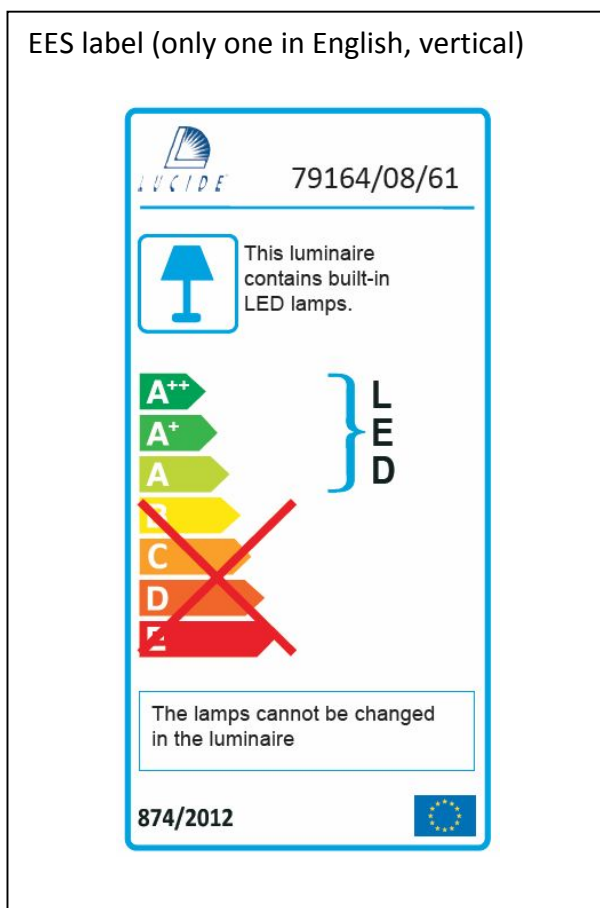 EES label (only one in English, vertical)
LUCIDE
79164/08/61
This luminaire
contains built-in
LED lamps.
A++
A+
A
B
C
D
E
L
E
D
The lamps cannot be changed
in the luminaire
874/2012